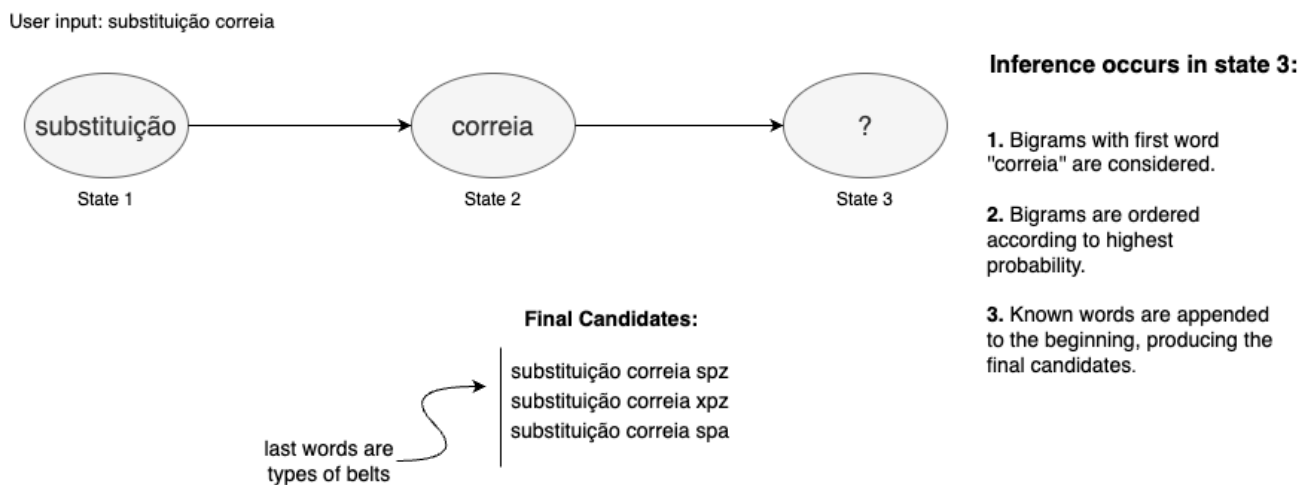 User input: substituição correia
substituição
correia
?
State 1
State 2
State 3
Inference occurs in state 3:
1. Bigrams with first word
"correia" are considered.
2. Bigrams are ordered
according to highest
probability.
3. Known words are appended
to the beginning, producing the
final candidates.
Final Candidates:
substituição correia spz
substituição correia xpz
substituição correia spa
last words are
types of belts